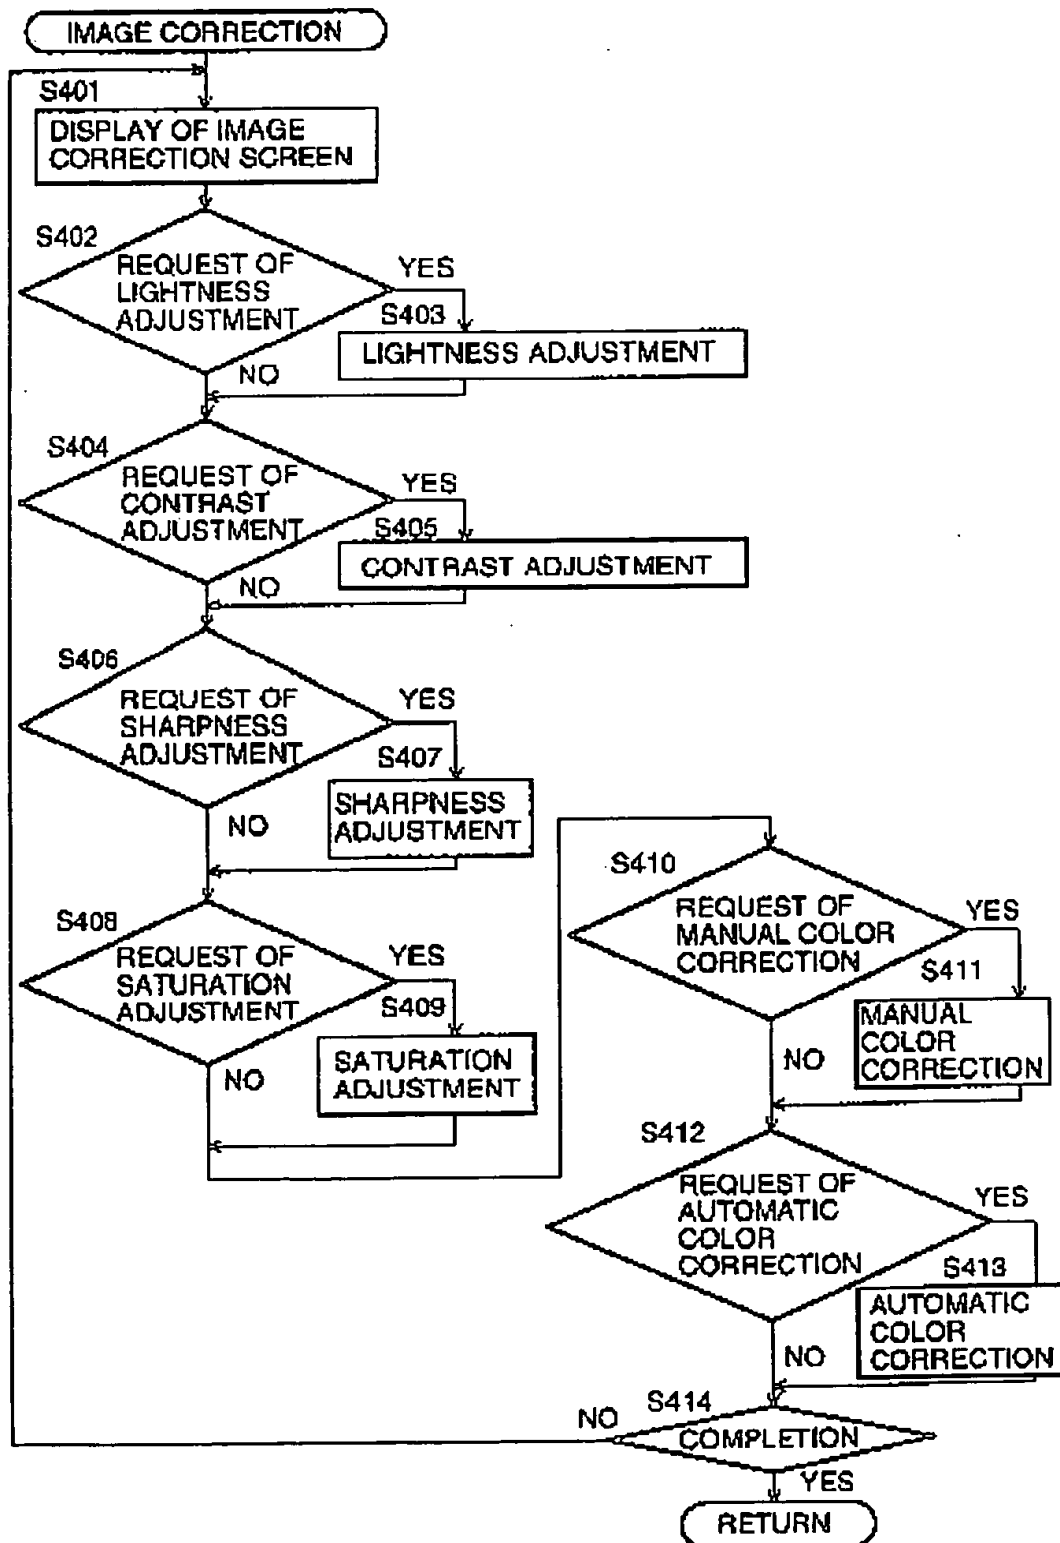 IMAGE CORRECTION
S401
DISPLAY OF IMAGE
CORRECTION SCREEN
S402
REQUEST OF
LIGHTNESS
ADJUSTMENT
YES
S403
LIGHTNESS ADJUSTMENT
NO
S404
REQUEST OF
CONTRAST
ADJUSTMENT
YES
S405
CONTRAST ADJUSTMENT
NO
S406
REQUEST OF
SHARPNESS
ADJUSTMENT
YES
S407
SHARPNESS
ADJUSTMENT
NO
S408
REQUEST OF
SATURATION
ADJUSTMENT
YES
S409
SATURATION
ADJUSTMENT
NO
S410
REQUEST OF
MANUAL COLOR
CORRECTION
YES
S411
MANUAL
COLOR
CORRECTION
NO
S412
REQUEST OF
AUTOMATIC
COLOR
CORRECTION
YES
S413
AUTOMATIC
COLOR
CORRECTION
NO
S414
COMPLETION
NO
YES
RETURN